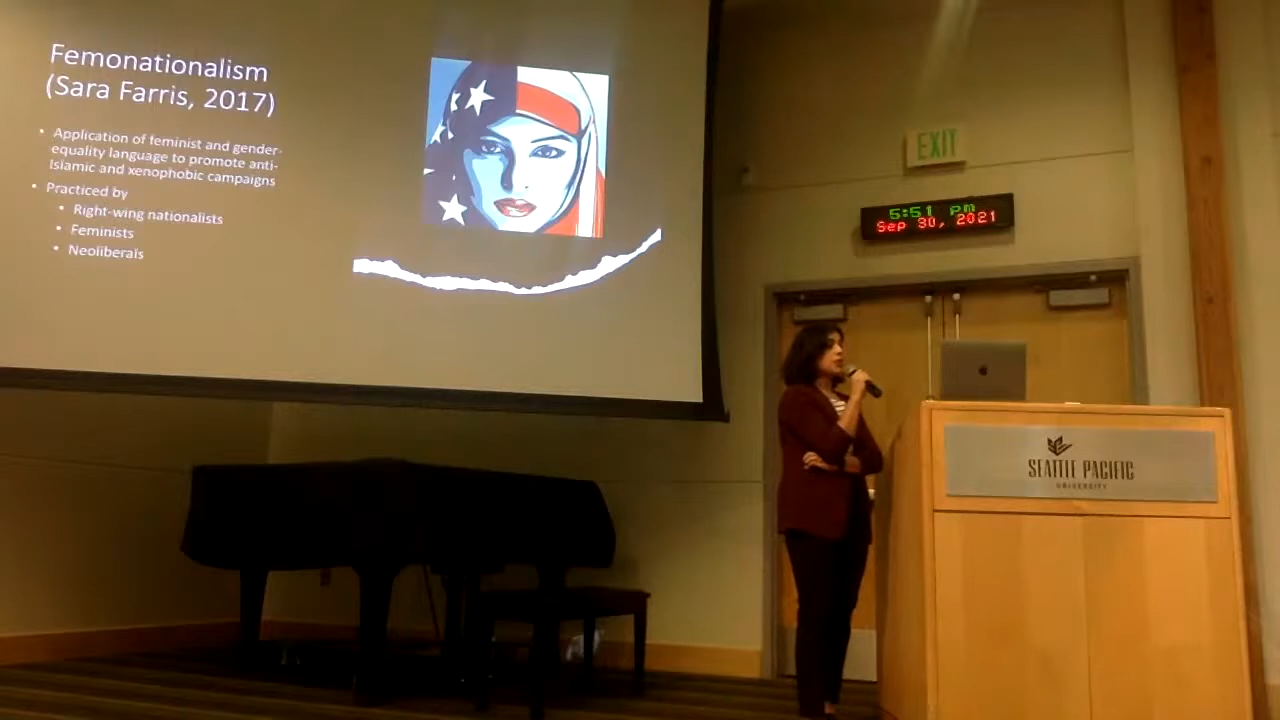 Femonationalism
(Sara Farris, 2017)
• Application of feminist and gender-
equality language to promote anti-
Islamic and xenophobic campaigns
• Practiced by
• Right-wing nationalists
• Feminists
• Neoliberals
EXIT
5:51 pm
Sep 30, 2021
SEATTLE PACIFIC
UNIVERSITY